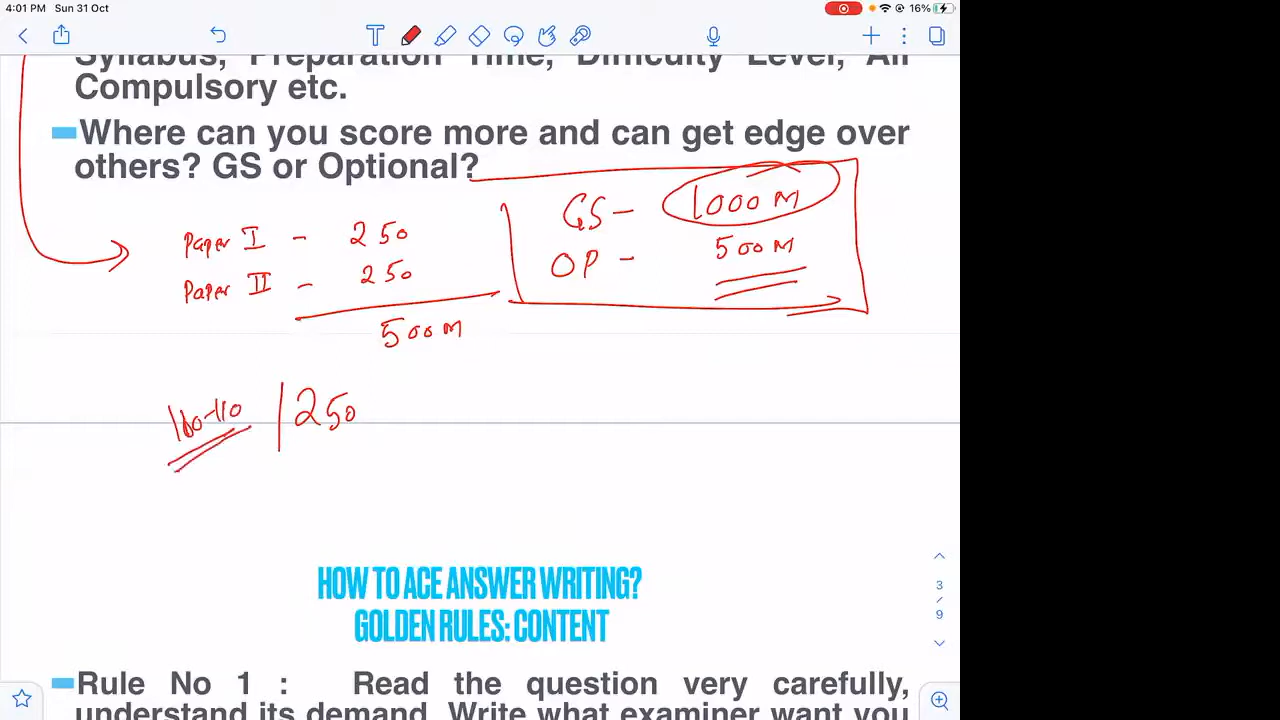 4:01 PM Sun 31 Oct
16%
Syllabus, Preparation Time, Difficulty Level, All
Compulsory etc.
Where can you score more and can get edge over
others? GS or Optional?
GS - 1000 M
OP - 500 M
Paper I - 250
Paper II - 250
500 M
/ 250
HOW TO ACE ANSWER WRITING?
GOLDEN RULES: CONTENT
Rule No 1 : Read the question very carefully,
understand its demand. Write what examiner want you
3
/
9